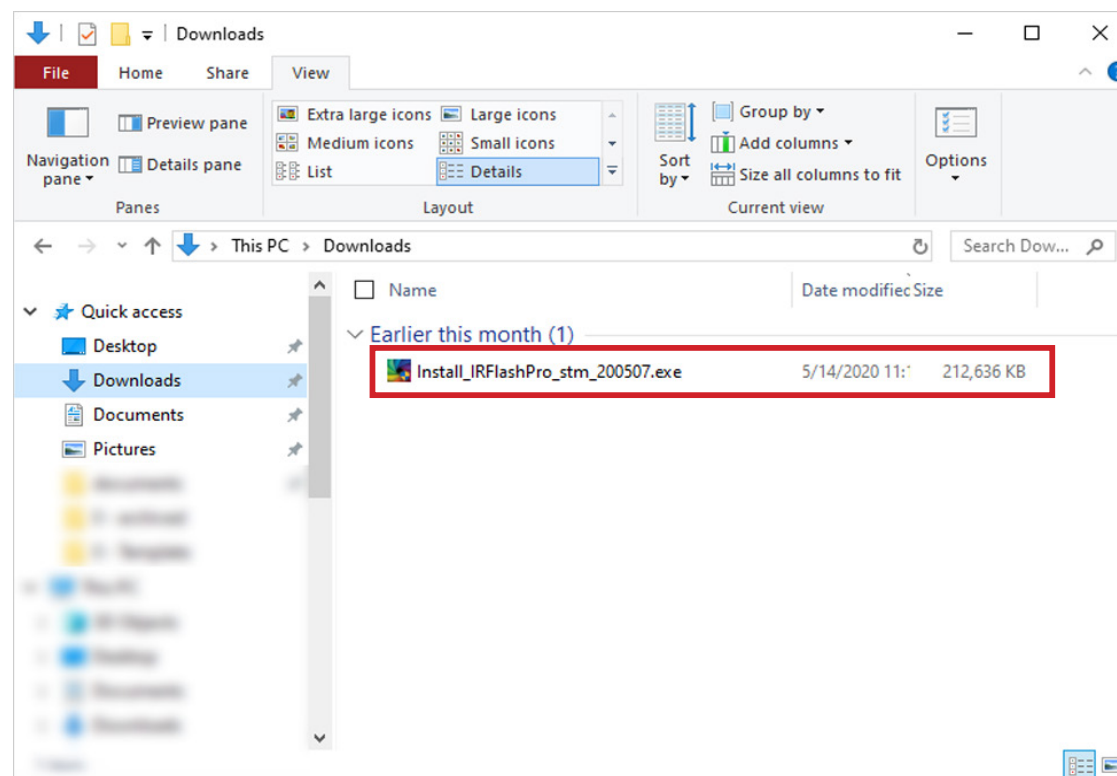 Downloads
File Home Share View
Navigation pane
Preview pane
Details pane
Panes
Extra large icons Large icons
Medium icons Small icons
List Details
Layout
Sort by
Group by
Add columns
Size all columns to fit
Current view
Options
This PC > Downloads
Search Dow...
Quick access
Desktop
Downloads
Documents
Pictures
Name Date modified Size
Earlier this month (1)
Install_IRFlashPro_stm_200507.exe 5/14/2020 11: 212,636 KB